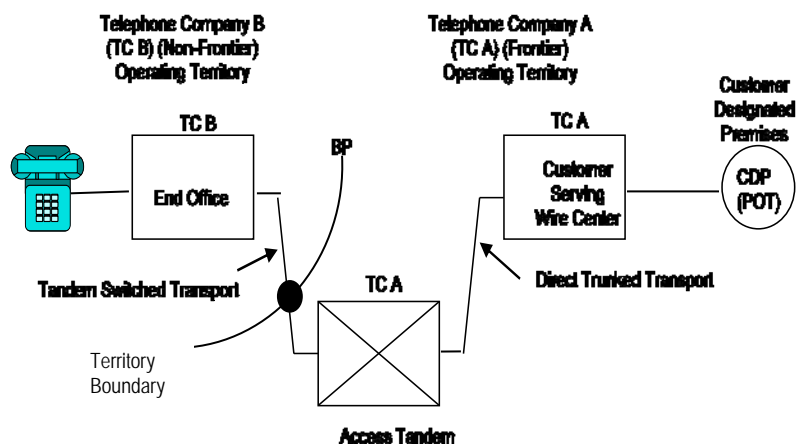 Telephone Company B
(TC B) (Non-Frontier)
Operating Territory
Telephone Company A
(TC A) (Frontier)
Operating Territory
Customer
Designated
Premises
TC B
BP
TC A
End Office
Customer
Serving
Wire Center
CDP
(POT)
Tandem Switched Transport
TC A
Direct Trunked Transport
Territory
Boundary
Access Tandem